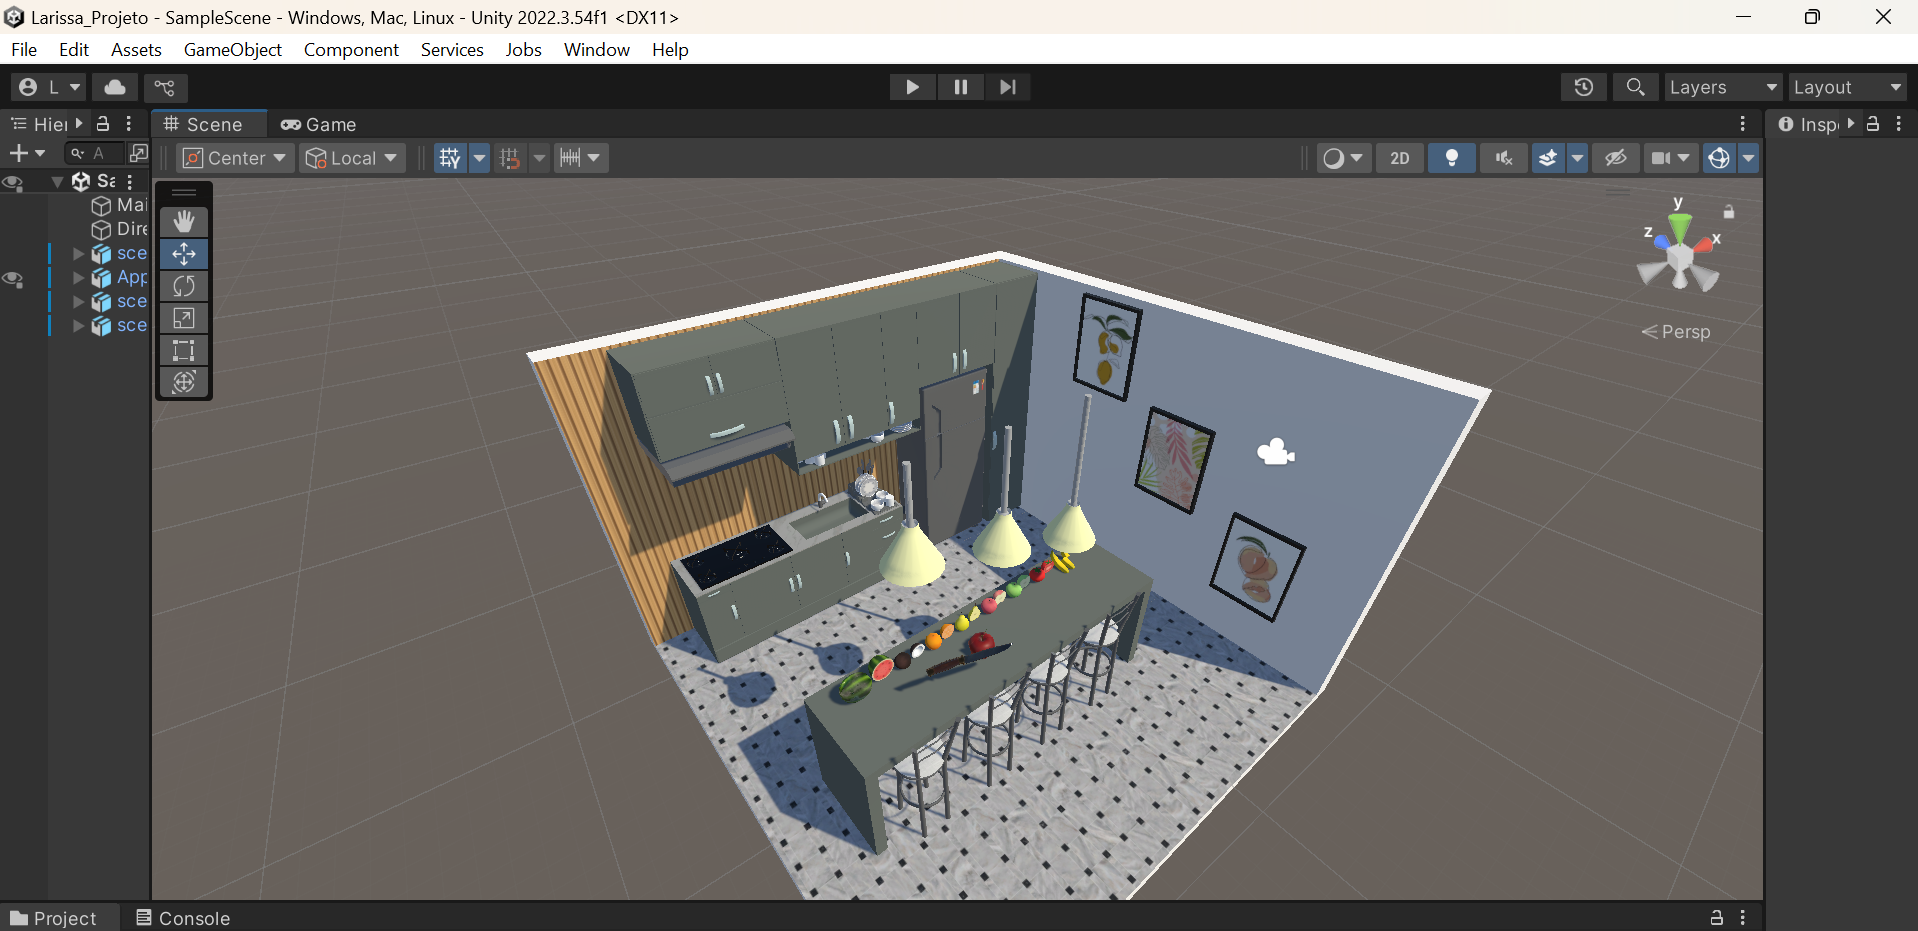 Larissa_Projeto - SampleScene - Windows, Mac, Linux - Unity 2022.3.54f1 <DX11>
File Edit Assets GameObject Component Services Jobs Window Help
L Layers Layout
Hier Scene Game Insp
A Center Local 2D
Sa
Mai
Dire
sce
App
sce
sce
y
z x
Persp
Project Console